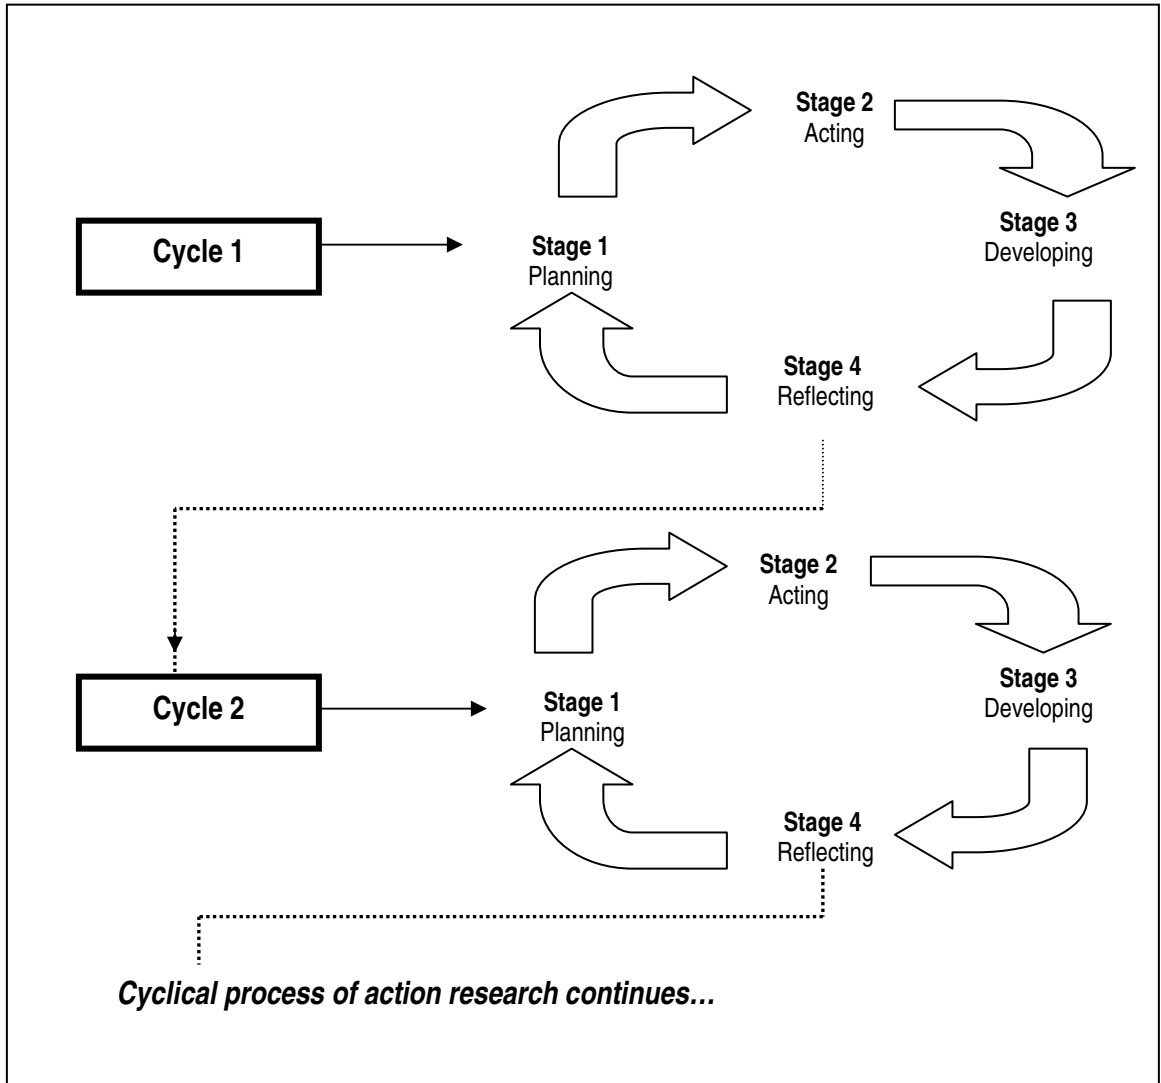 Stage 2
Acting
Cycle 1
Stage 1
Planning
Stage 3
Developing
Stage 4
Reflecting
Stage 2
Acting
Cycle 2
Stage 1
Planning
Stage 3
Developing
Stage 4
Reflecting
Cyclical process of action research continues…